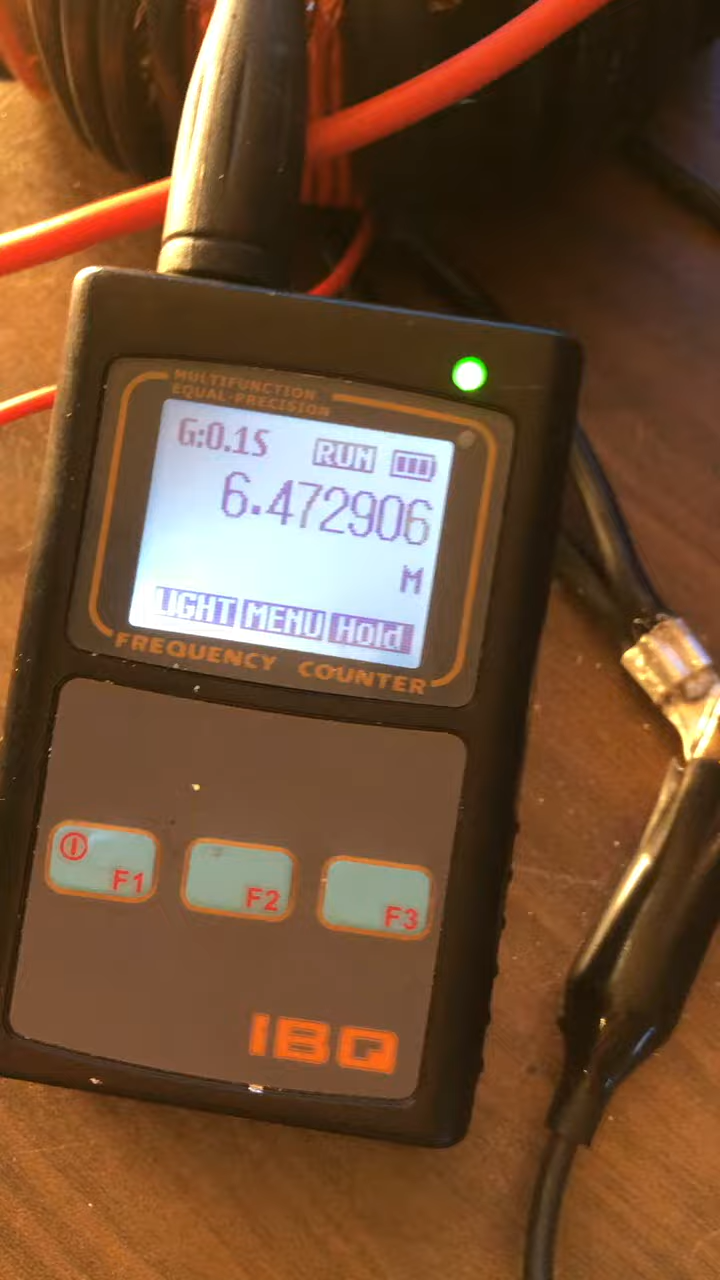 MULTIFUNCTION
EQUAL-PRECISION
G:0.1S RUN
6.472906
M
LIGHT MENU Hold
FREQUENCY COUNTER
F1 F2 F3
IBQ